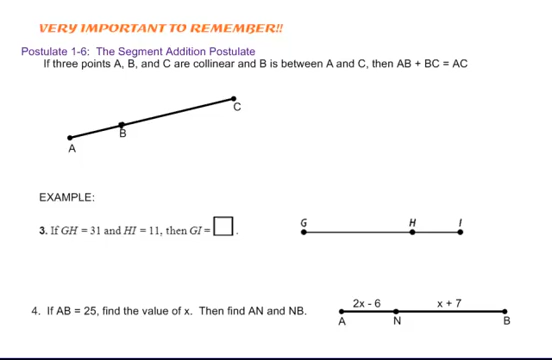 VERY IMPORTANT TO REMEMBER!!
Postulate 1-6: The Segment Addition Postulate
If three points A, B, and C are collinear and B is between A and C, then AB + BC = AC
C
B
A
EXAMPLE:
G H I
3. If GH = 31 and HI = 11, then GI = .
2x - 6 x + 7
4. If AB = 25, find the value of x. Then find AN and NB.
A N B